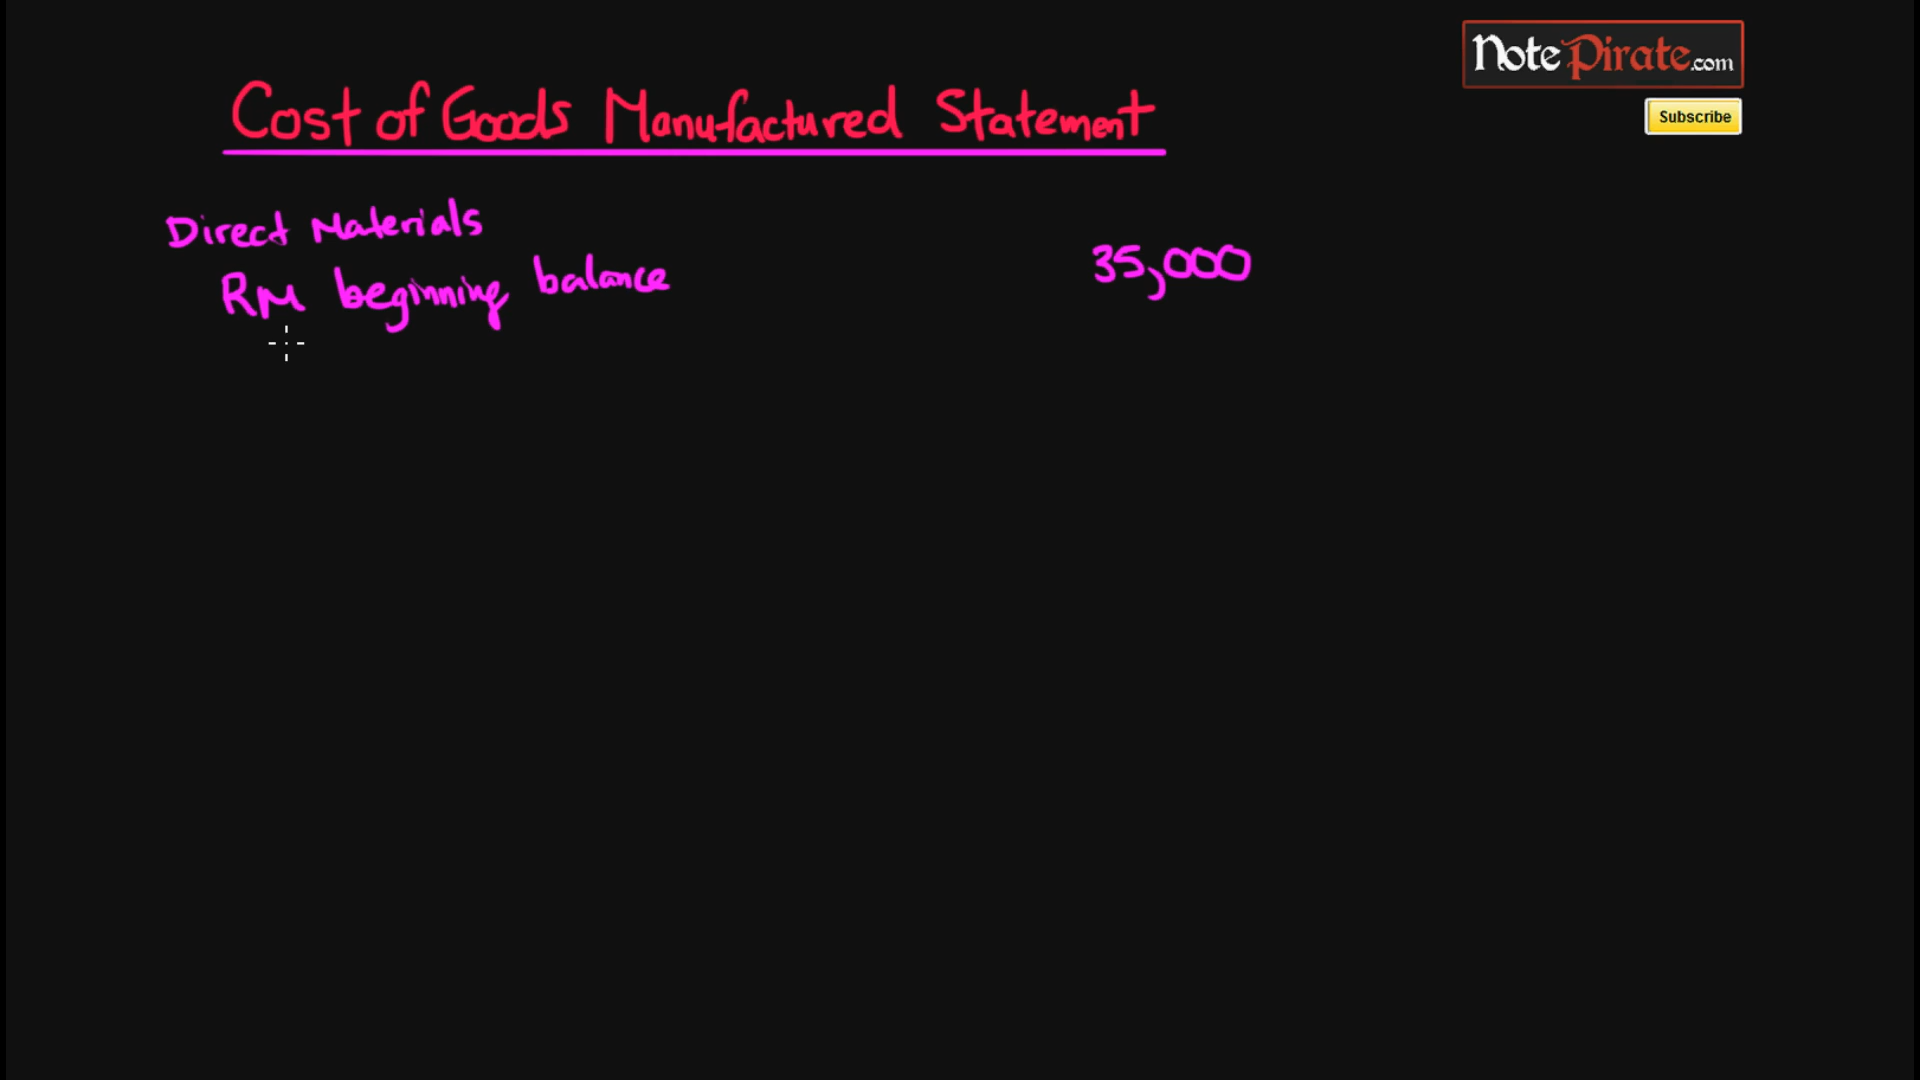 NotePirate.com
Subscribe
Cost of Goods Manufactured Statement
Direct Materials
RM beginning balance 35,000